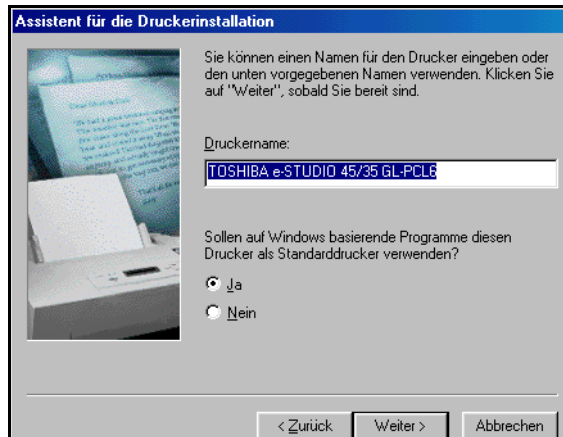 Assistent für die Druckerinstallation
Sie können einen Namen für den Drucker eingeben oder
den unten vorgegebenen Namen verwenden. Klicken Sie
auf "Weiter", sobald Sie bereit sind.
Druckername:
TOSHIBA e-STUDIO 45/35 GL-PCL6
Sollen auf Windows basierende Programme diesen
Drucker als Standarddrucker verwenden?
Ja
Nein
< Zurück
Weiter >
Abbrechen